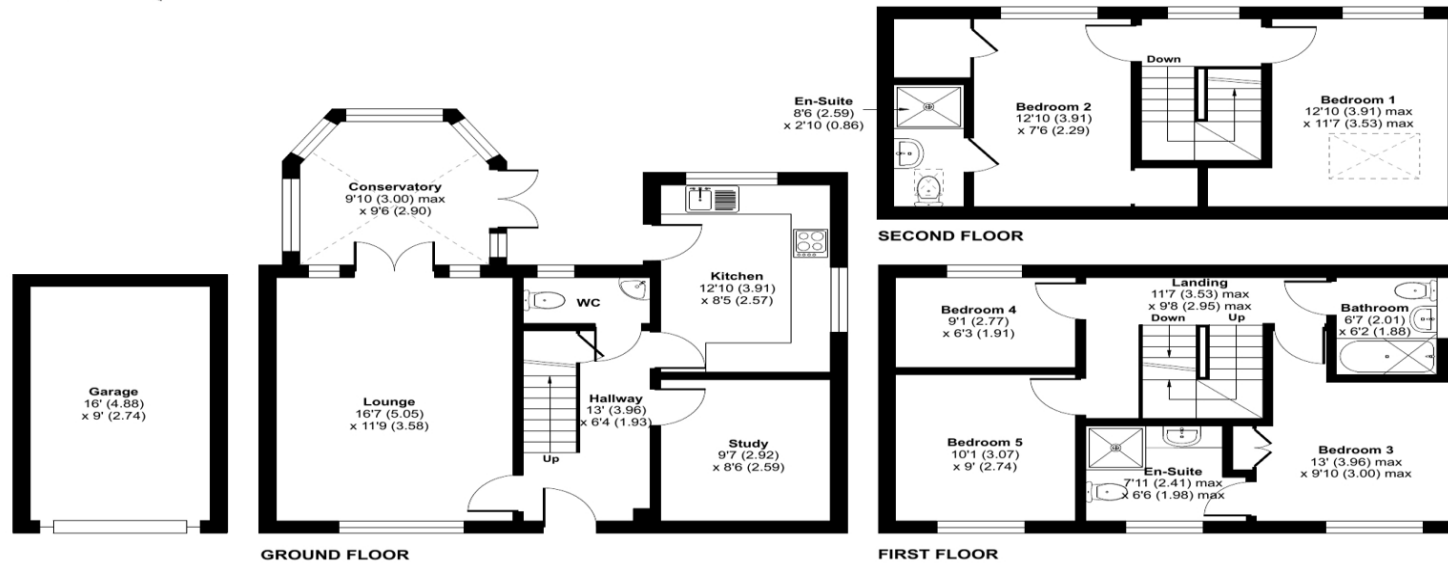 En-Suite
8'6 (2.59)
x 2'10 (0.86)
Bedroom 2
12'10 (3.91)
x 7'6 (2.29)
Down
Bedroom 1
12'10 (3.91) max
x 11'7 (3.53) max
SECOND FLOOR
Conservatory
9'10 (3.00) max
x 9'6 (2.90)
Kitchen
12'10 (3.91)
x 8'5 (2.57)
WC
Garage
16' (4.88)
x 9' (2.74)
Lounge
16'7 (5.05)
x 11'9 (3.58)
Hallway
13' (3.96)
x 6'4 (1.93)
Up
Study
9'7 (2.92)
x 8'6 (2.59)
GROUND FLOOR
Bedroom 4
9'1 (2.77)
x 6'3 (1.91)
Landing
11'7 (3.53) max
x 9'8 (2.95) max
Down
Up
Bathroom
6'7 (2.01)
x 6'2 (1.88)
Bedroom 5
10'1 (3.07)
x 9' (2.74)
En-Suite
7'11 (2.41) max
x 6'6 (1.98) max
Bedroom 3
13' (3.96) max
x 9'10 (3.00) max
FIRST FLOOR